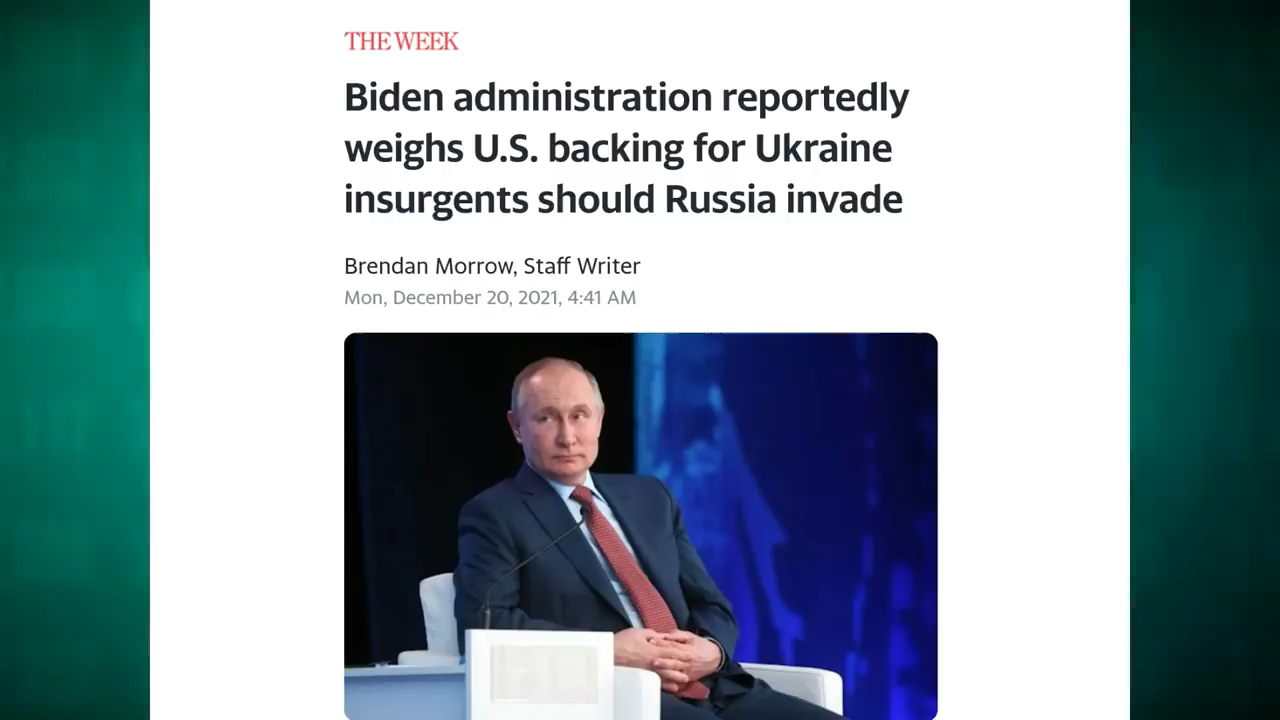 THE WEEK
Biden administration reportedly
weighs U.S. backing for Ukraine
insurgents should Russia invade
Brendan Morrow, Staff Writer
Mon, December 20, 2021, 4:41 AM